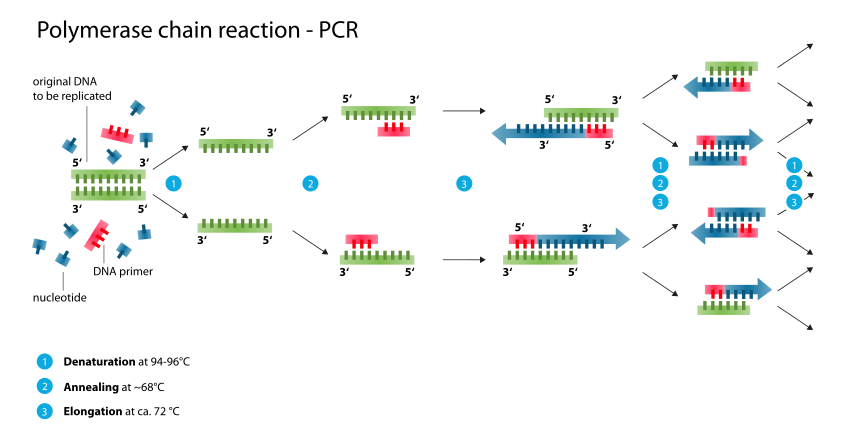 Polymerase chain reaction - PCR
original DNA
to be replicated
5‘ 3‘
3‘ 5‘
DNA primer
nucleotide
1
5‘ 3‘
3‘ 5‘
2
5‘ 3‘
3‘ 5‘
3
5‘ 3‘
3‘ 5‘
5‘ 3‘
3‘ 5‘
1
2
3
1
2
3
1 Denaturation at 94-96°C
2 Annealing at ~68°C
3 Elongation at ca. 72 °C